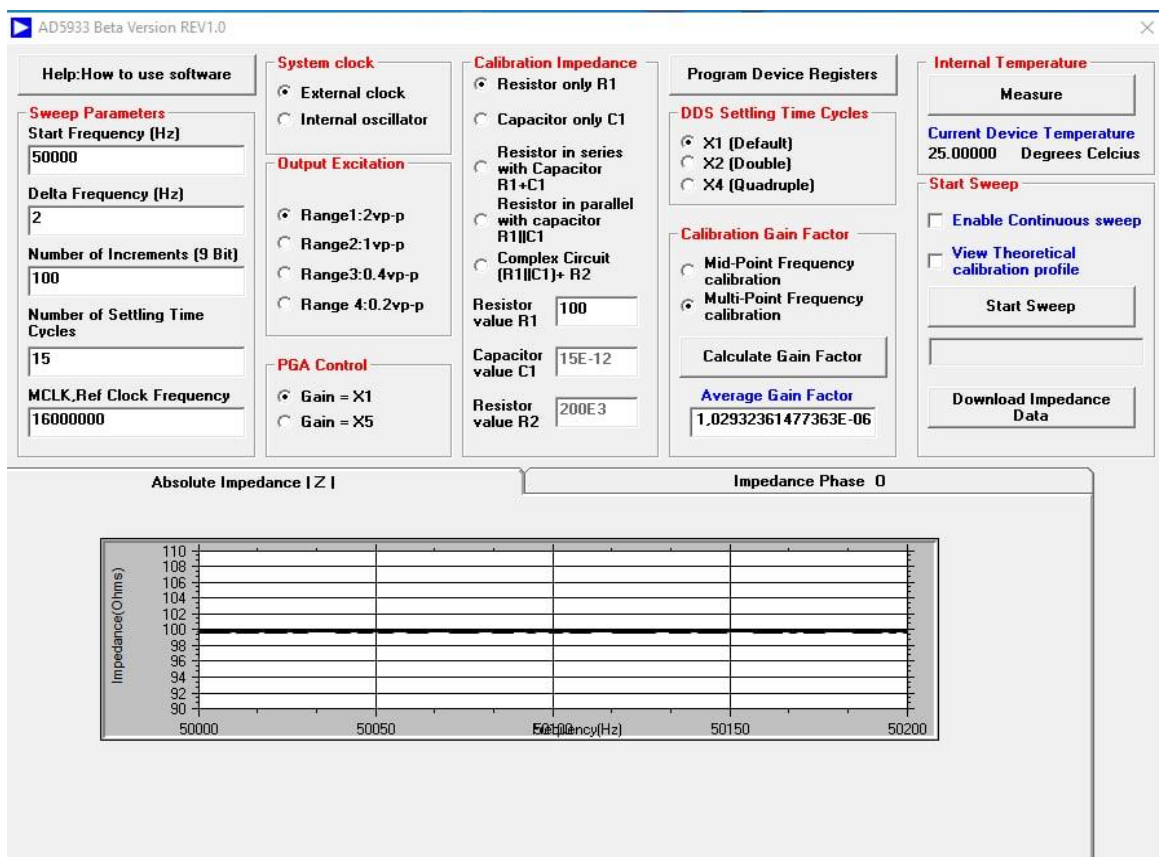 AD5933 Beta Version REV1.0
Help:How to use software
Sweep Parameters
Start Frequency (Hz)
50000
Delta Frequency (Hz)
2
Number of Increments (9 Bit)
100
Number of Settling Time
Cycles
15
MCLK,Ref Clock Frequency
16000000
System clock
External clock
Internal oscillator
Output Excitation
Range1:2vp-p
Range2:1vp-p
Range3:0.4vp-p
Range 4:0.2vp-p
PGA Control
Gain = X1
Gain = X5
Calibration Impedance
Resistor only R1
Capacitor only C1
Resistor in series
with Capacitor
R1+C1
Resistor in parallel
with capacitor
R1||C1
Complex Circuit
(R1||C1)+ R2
Resistor
value R1
100
Capacitor
value C1
15E-12
Resistor
value R2
200E3
Program Device Registers
DDS Settling Time Cycles
X1 (Default)
X2 (Double)
X4 (Quadruple)
Calibration Gain Factor
Mid-Point Frequency
calibration
Multi-Point Frequency
calibration
Calculate Gain Factor
Average Gain Factor
1,02932361477363E-06
Internal Temperature
Measure
Current Device Temperature
25.00000 Degrees Celcius
Start Sweep
Enable Continuous sweep
View Theoretical
calibration profile
Start Sweep
Download Impedance
Data
Absolute Impedance |Z|
Impedance Phase 0
Impedance(Ohms)
110
108
106
104
102
100
98
96
94
92
90
50000
50050
50100
50150
50200
Frequency(Hz)